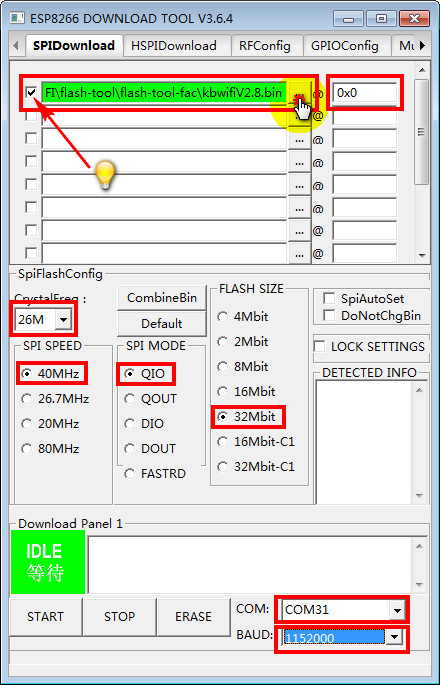 ESP8266 DOWNLOAD TOOL V3.6.4
SPIDownload HSPIDownload RFConfig GPIOConfig Mu
FI\flash-tool\flash-tool-fac\kbwifiV2.8.bin ... @ 0x0
... @
... @
... @
... @
... @
... @
... @
SpiFlashConfig
CrystalFreq :
26M
CombineBin
Default
SPI SPEED
40MHz
26.7MHz
20MHz
80MHz
SPI MODE
QIO
QOUT
DIO
DOUT
FASTRD
FLASH SIZE
4Mbit
2Mbit
8Mbit
16Mbit
32Mbit
16Mbit-C1
32Mbit-C1
SpiAutoSet
DoNotChgBin
LOCK SETTINGS
DETECTED INFO
Download Panel 1
IDLE
等待
START STOP ERASE
COM: COM31
BAUD: 1152000